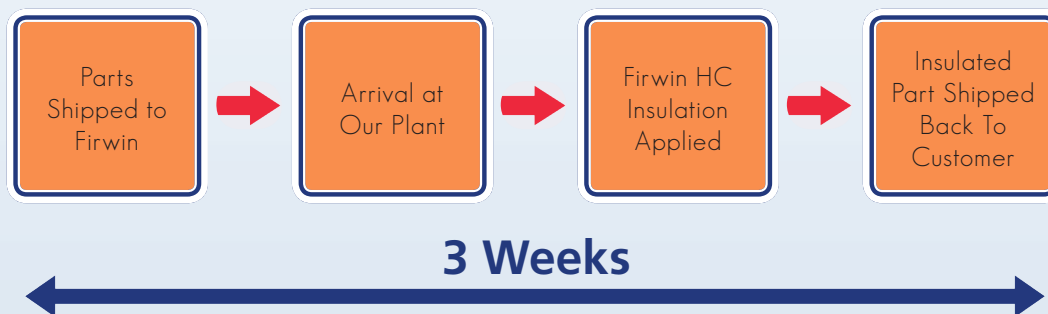 Parts
Shipped to
Firwin
Arrival at
Our Plant
Firwin HC
Insulation
Applied
Insulated
Part Shipped
Back To
Customer
3 Weeks